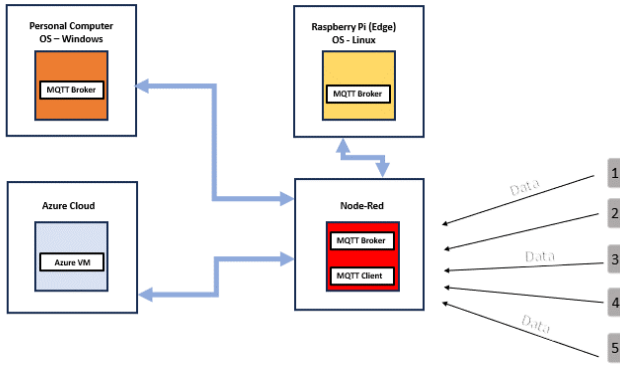 Personal Computer
OS – Windows
MQTT Broker
Raspberry Pi (Edge)
OS - Linux
MQTT Broker
Azure Cloud
Azure VM
Node-Red
MQTT Broker
MQTT Client
Data
Data
Data
1
2
3
4
5